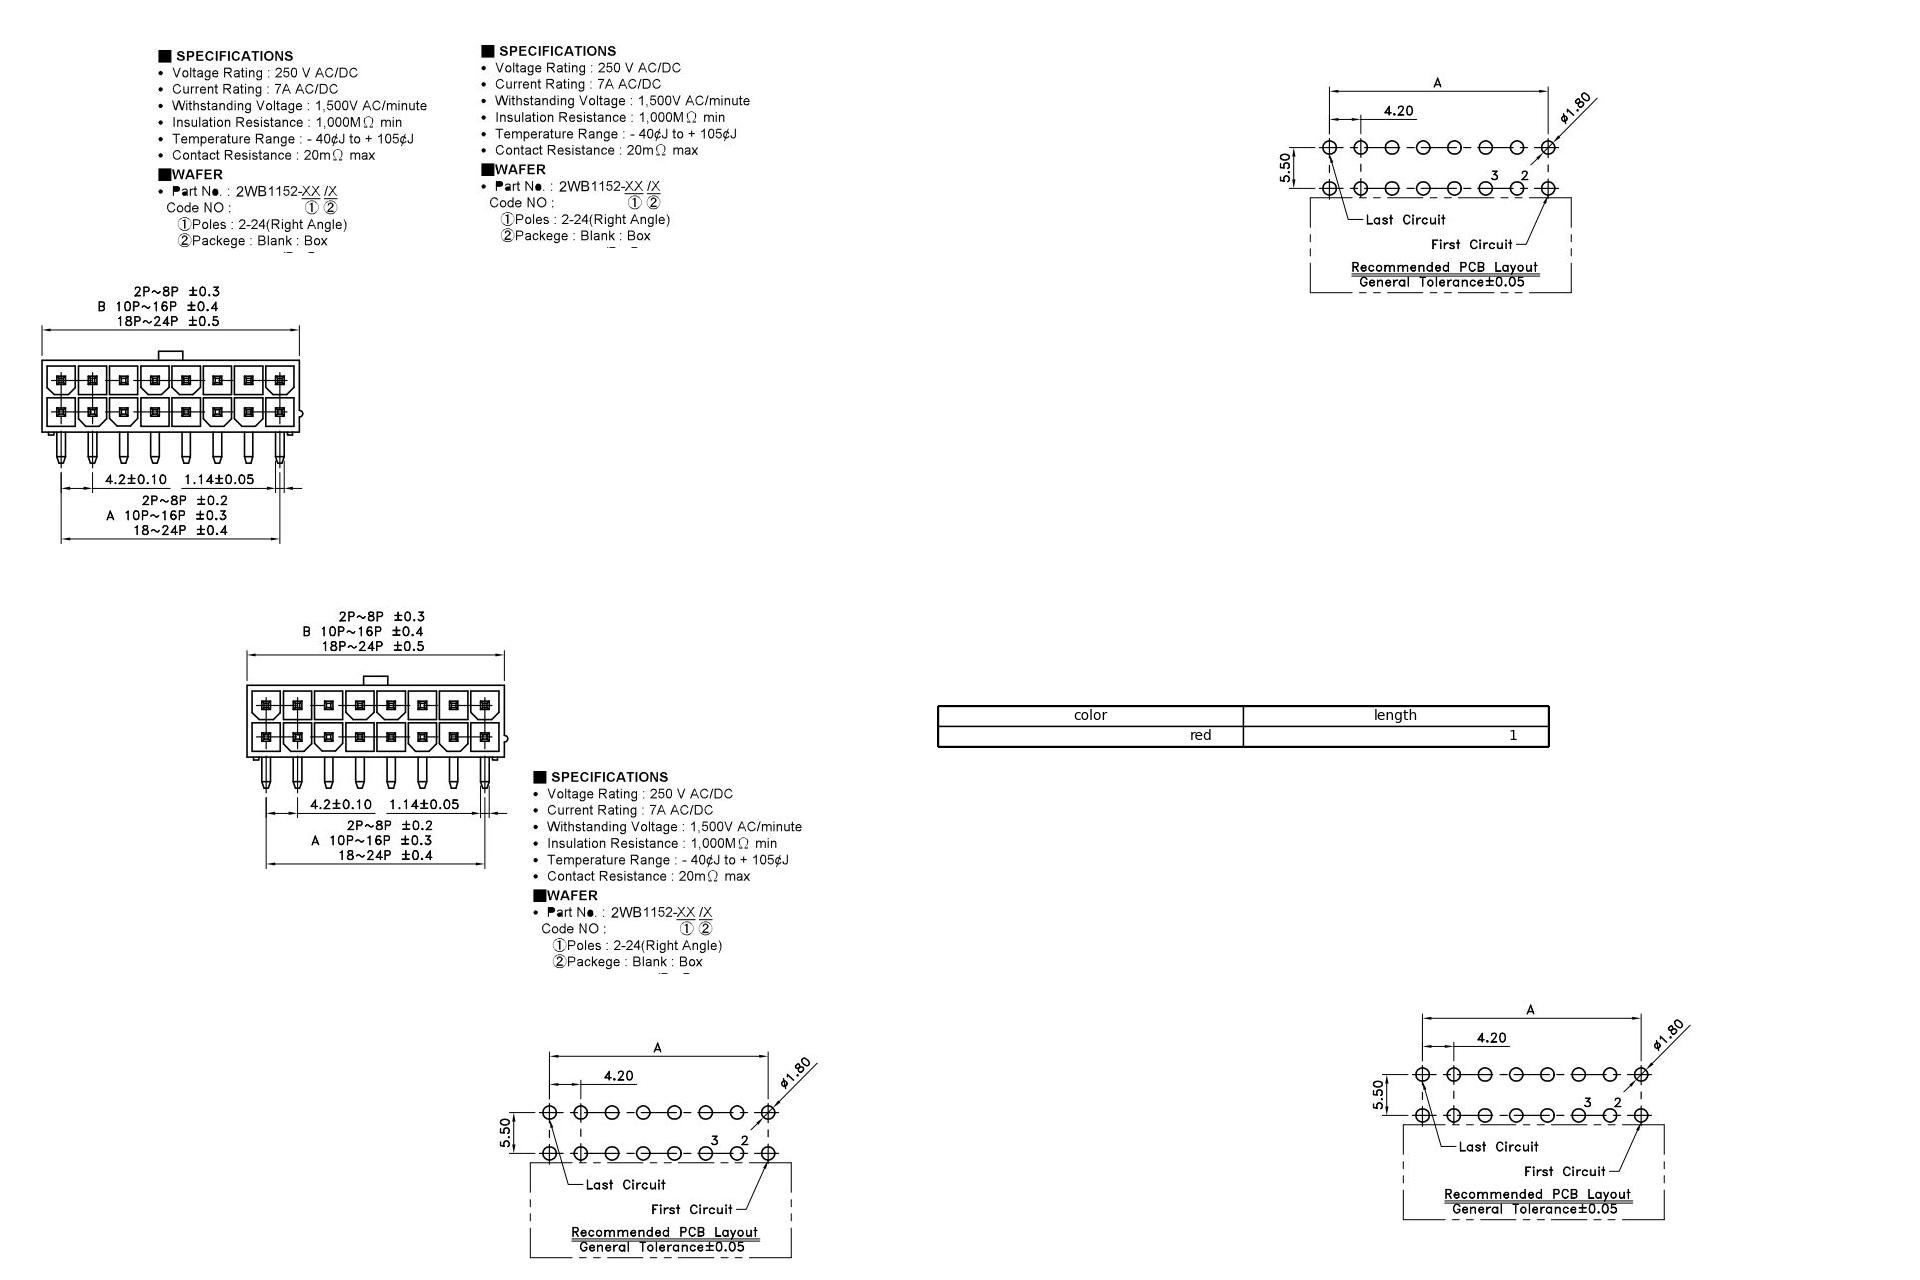 ■ SPECIFICATIONS
• Voltage Rating : 250 V AC/DC
• Current Rating : 7A AC/DC
• Withstanding Voltage : 1,500V AC/minute
• Insulation Resistance : 1,000MΩ min
• Temperature Range : - 40¢J to + 105¢J
• Contact Resistance : 20mΩ max
■WAFER
• Part No. : 2WB1152-XX /X
Code NO : ① ②
①Poles : 2-24(Right Angle)
②Packege : Blank : Box
■ SPECIFICATIONS
• Voltage Rating : 250 V AC/DC
• Current Rating : 7A AC/DC
• Withstanding Voltage : 1,500V AC/minute
• Insulation Resistance : 1,000MΩ min
• Temperature Range : - 40¢J to + 105¢J
• Contact Resistance : 20mΩ max
■WAFER
• Part No. : 2WB1152-XX /X
Code NO : ① ②
①Poles : 2-24(Right Angle)
②Packege : Blank : Box
A
4.20
ø1.80
5.50
3 2
Last Circuit
First Circuit
Recommended PCB Layout
General Tolerance±0.05
2P~8P ±0.3
B 10P~16P ±0.4
18P~24P ±0.5
4.2±0.10 1.14±0.05
2P~8P ±0.2
A 10P~16P ±0.3
18~24P ±0.4
2P~8P ±0.3
B 10P~16P ±0.4
18P~24P ±0.5
4.2±0.10 1.14±0.05
2P~8P ±0.2
A 10P~16P ±0.3
18~24P ±0.4
color length
red 1
■ SPECIFICATIONS
• Voltage Rating : 250 V AC/DC
• Current Rating : 7A AC/DC
• Withstanding Voltage : 1,500V AC/minute
• Insulation Resistance : 1,000MΩ min
• Temperature Range : - 40¢J to + 105¢J
• Contact Resistance : 20mΩ max
■WAFER
• Part No. : 2WB1152-XX /X
Code NO : ① ②
①Poles : 2-24(Right Angle)
②Packege : Blank : Box
A
4.20
ø1.80
5.50
3 2
Last Circuit
First Circuit
Recommended PCB Layout
General Tolerance±0.05
A
4.20
ø1.80
5.50
3 2
Last Circuit
First Circuit
Recommended PCB Layout
General Tolerance±0.05